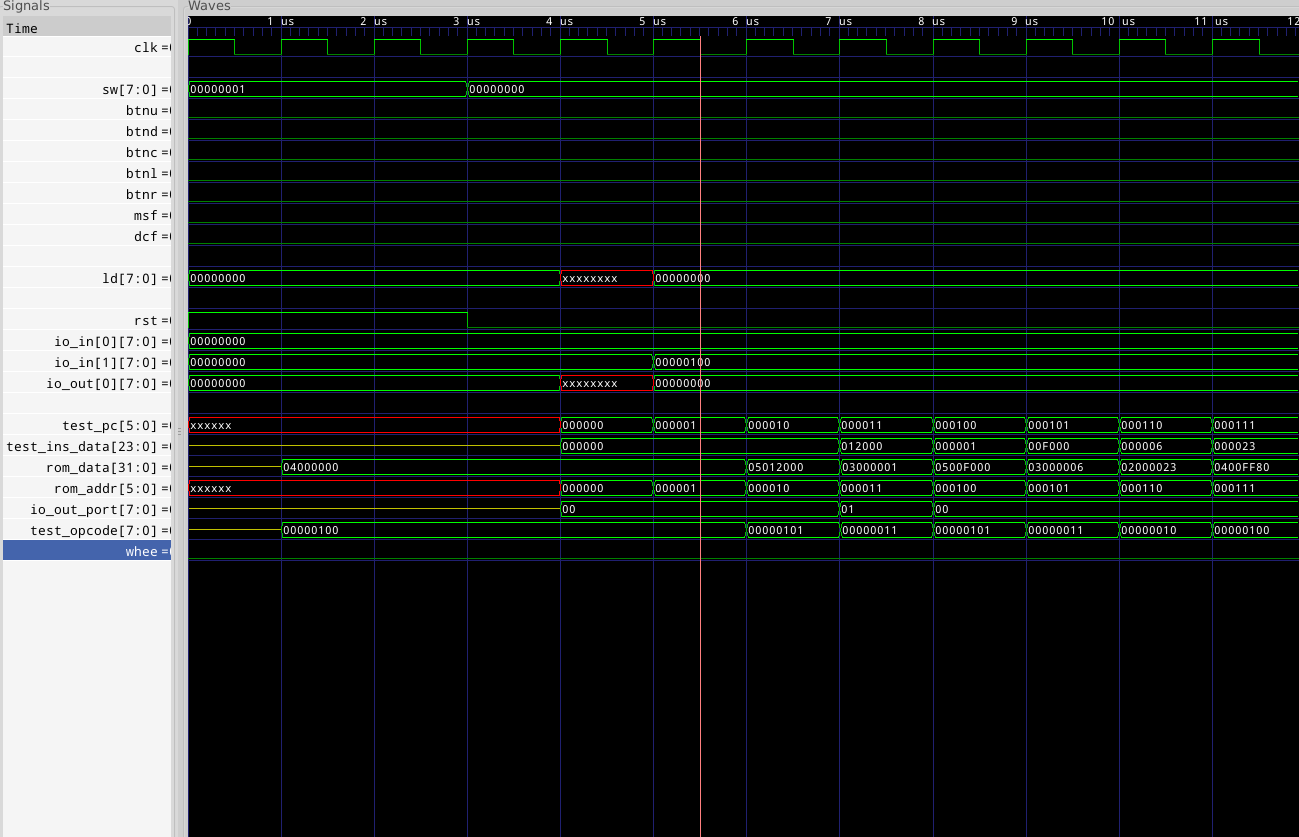 Signals Waves
Time 0 1 us 2 us 3 us 4 us 5 us 6 us 7 us 8 us 9 us 10 us 11 us 12
clk =
sw[7:0] = 00000001 00000000
btnu =
btnd =
btnc =
btnl =
btnr =
msf =
dcf =
ld[7:0] = 00000000 xxxxxxxx 00000000
rst =
io_in[0][7:0] = 00000000
io_in[1][7:0] = 00000000 00000100
io_out[0][7:0] = 00000000 xxxxxxxx 00000000
test_pc[5:0] = xxxxxx 000000 000001 000010 000011 000100 000101 000110 000111
test_ins_data[23:0] = 000000 012000 000001 00F000 000006 000023
rom_data[31:0] = 04000000 05012000 03000001 0500F000 03000006 02000023 0400FF80
rom_addr[5:0] = xxxxxx 000000 000001 000010 000011 000100 000101 000110 000111
io_out_port[7:0] = 00 01 00
test_opcode[7:0] = 00000100 00000101 00000011 00000101 00000011 00000010 00000100
whee =